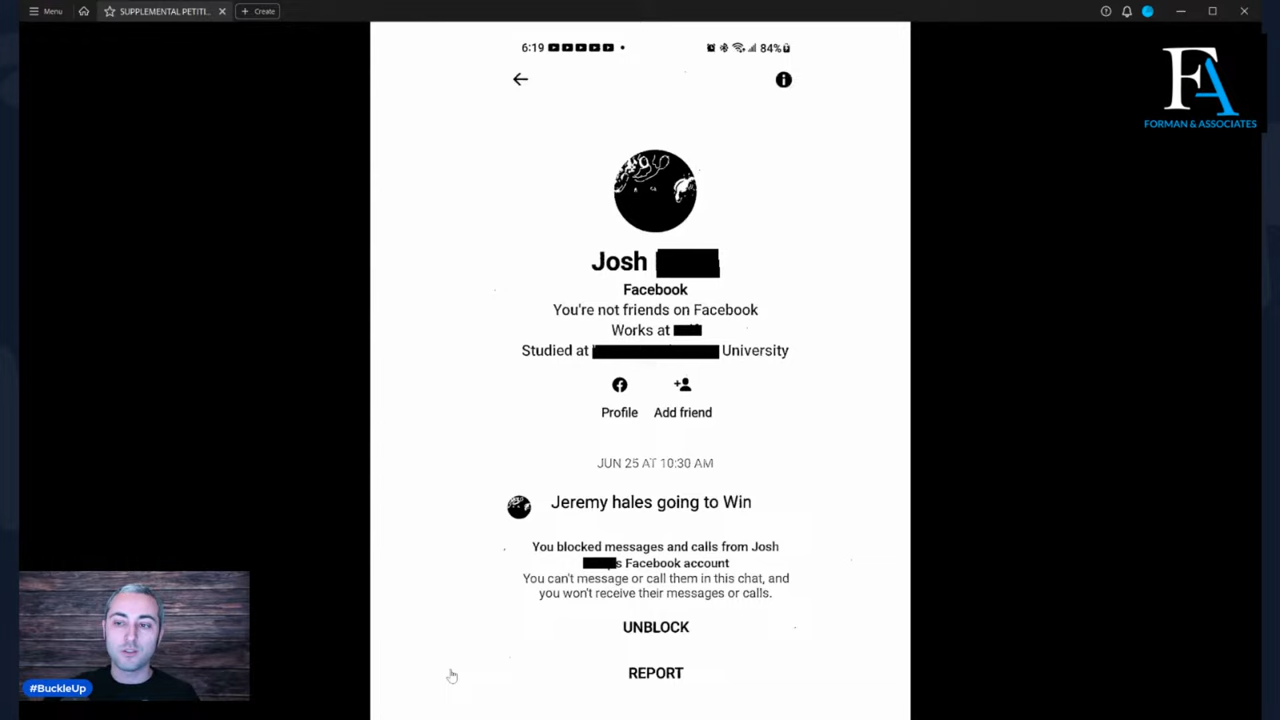 Menu
SUPPLEMENTAL PETITI...
Create
FA
FORMAN & ASSOCIATES
6:19
84%
Josh
Facebook
You're not friends on Facebook
Works at
Studied at University
Profile Add friend
JUN 25 AT 10:30 AM
Jeremy hales going to Win
You blocked messages and calls from Josh
s Facebook account
You can't message or call them in this chat, and
you won't receive their messages or calls.
UNBLOCK
REPORT
#BuckleUp